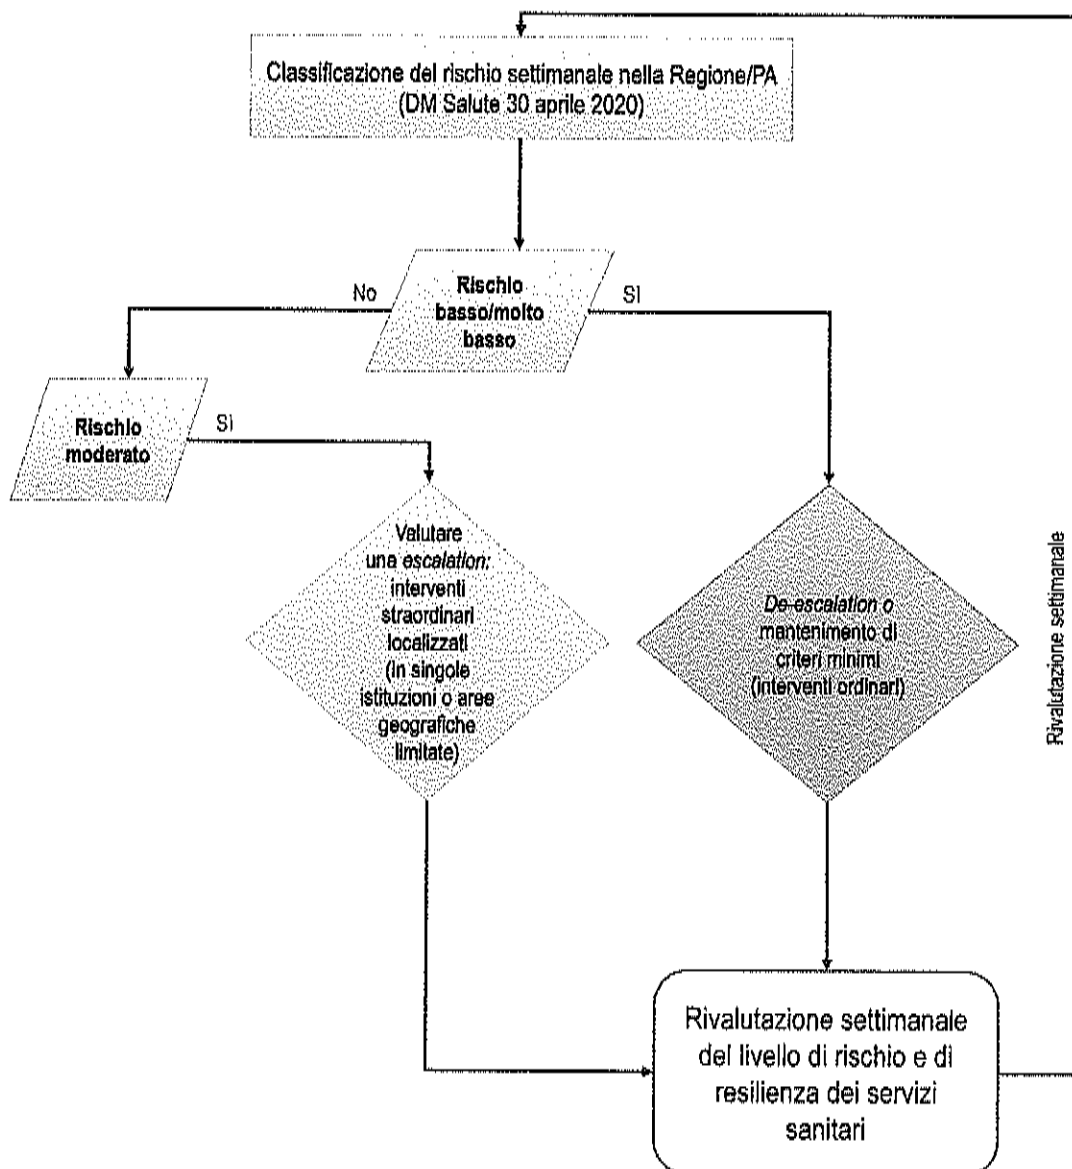 Classificazione del rischio settimanale nella Regione/PA
(DM Salute 30 aprile 2020)
Rischio
basso/molto
basso
No
Sì
Rischio
moderato
Sì
Valutare
una escalation:
interventi
straordinari
localizzati
(in singole
istituzioni o aree
geografiche
limitate)
De-escalation o
mantenimento di
criteri minimi
(interventi ordinari)
Rivalutazione settimanale
Rivalutazione settimanale
del livello di rischio e di
resilienza dei servizi
sanitari